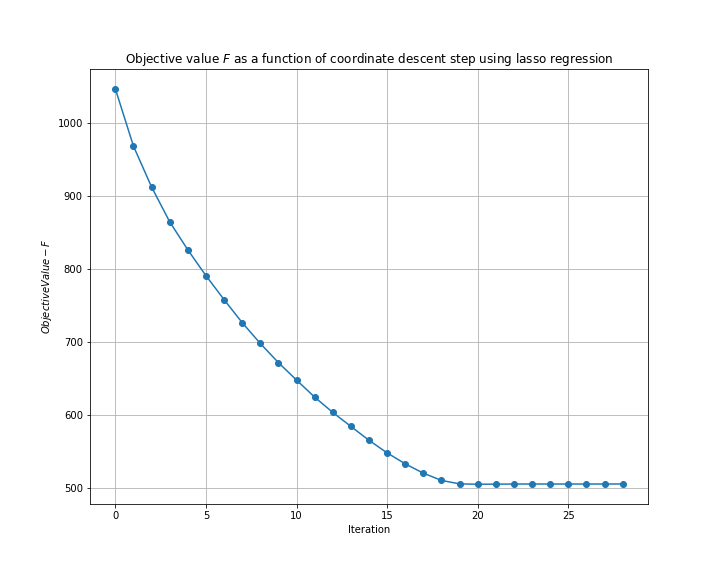 Objective value F as a function of coordinate descent step using lasso regression
1000
900
800
700
600
500
ObjectiveValue − F
0 5 10 15 20 25
Iteration